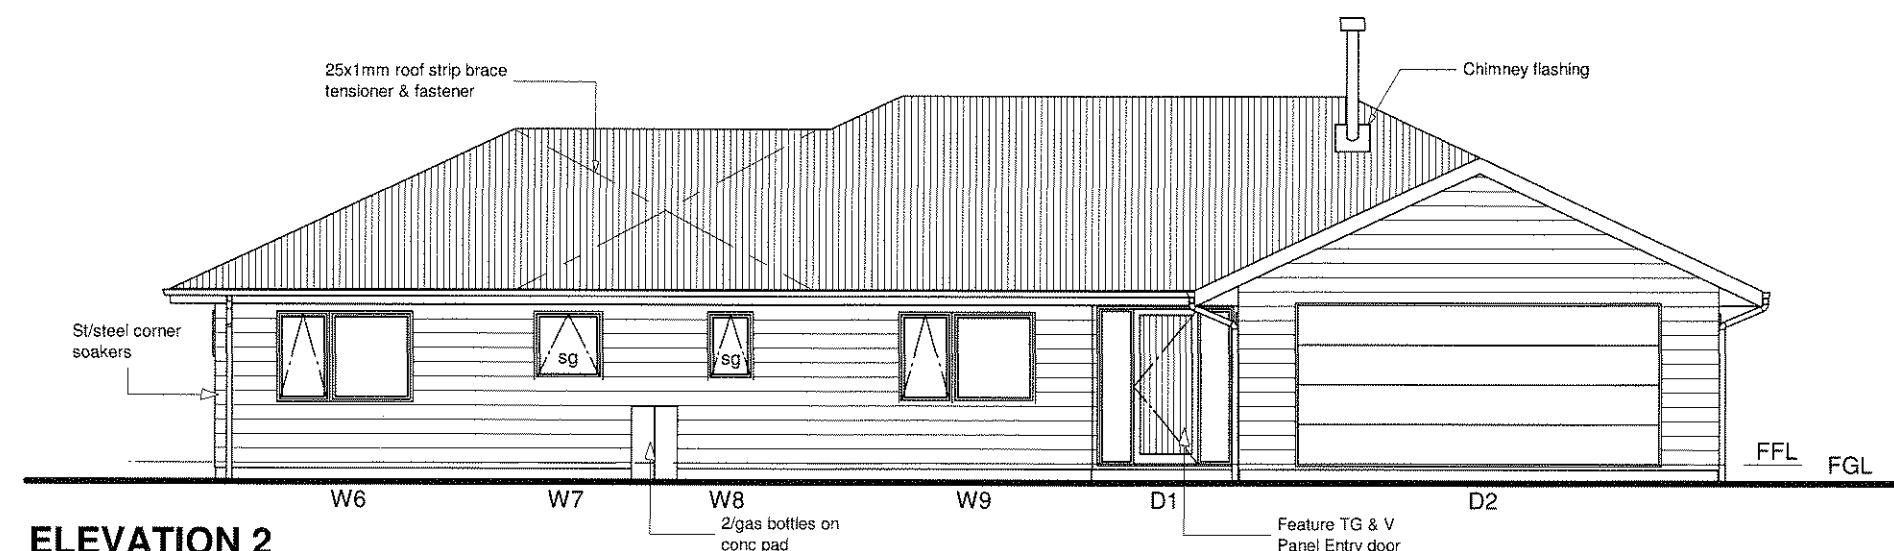 25x1mm roof strip brace
tensioner & fastener
Chimney flashing
St/steel corner
soakers
sg
sg
FFL
FGL
W6
W7
W8
W9
D1
D2
2/gas bottles on
conc pad
Feature TG & V
Panel Entry door
ELEVATION 2